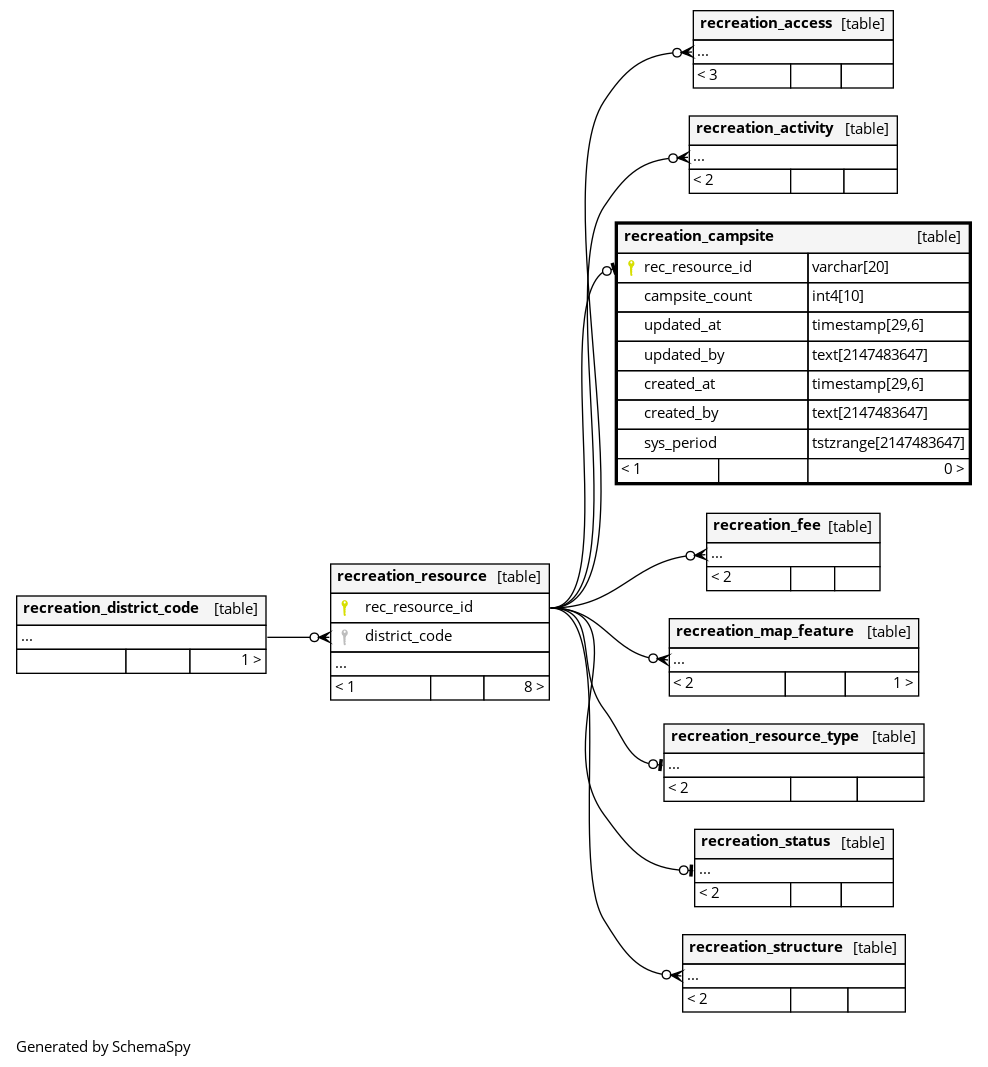 recreation_access [table]
...
< 3
recreation_activity [table]
...
< 2
recreation_campsite [table]
rec_resource_id varchar[20]
campsite_count int4[10]
updated_at timestamp[29,6]
updated_by text[2147483647]
created_at timestamp[29,6]
created_by text[2147483647]
sys_period tstzrange[2147483647]
< 1 0 >
recreation_fee [table]
...
< 2
recreation_district_code [table]
...
1 >
recreation_resource [table]
rec_resource_id
district_code
...
< 1 8 >
recreation_map_feature [table]
...
< 2 1 >
recreation_resource_type [table]
...
< 2
recreation_status [table]
...
< 2
recreation_structure [table]
...
< 2
Generated by SchemaSpy